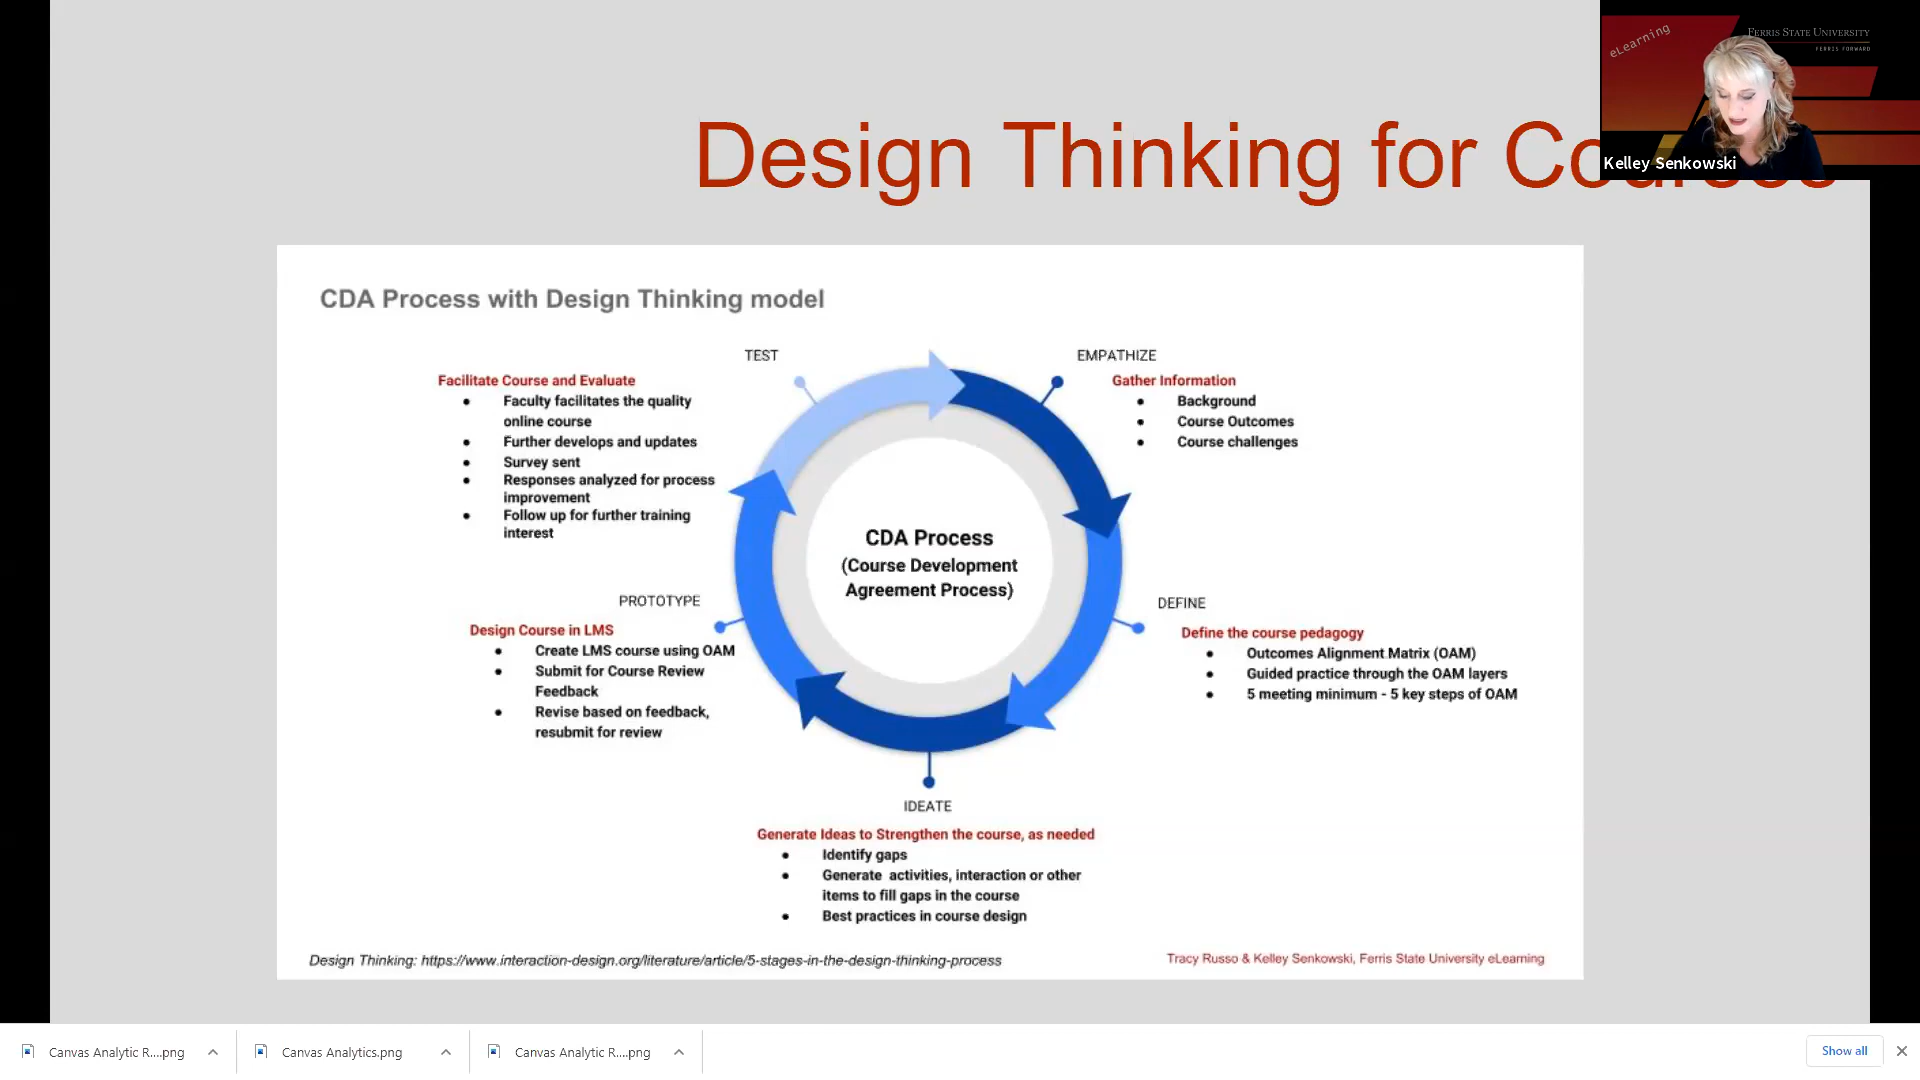 eLearning
FERRIS STATE UNIVERSITY
FERRIS FORWARD
Kelley Senkowski
Design Thinking for Courses
CDA Process with Design Thinking model
TEST
Facilitate Course and Evaluate
● Faculty facilitates the quality
online course
● Further develops and updates
● Survey sent
● Responses analyzed for process
improvement
● Follow up for further training
interest
EMPATHIZE
Gather Information
● Background
● Course Outcomes
● Course challenges
CDA Process
(Course Development
Agreement Process)
PROTOTYPE
Design Course in LMS
● Create LMS course using OAM
● Submit for Course Review
Feedback
● Revise based on feedback,
resubmit for review
DEFINE
Define the course pedagogy
● Outcomes Alignment Matrix (OAM)
● Guided practice through the OAM layers
● 5 meeting minimum - 5 key steps of OAM
IDEATE
Generate Ideas to Strengthen the course, as needed
● Identify gaps
● Generate activities, interaction or other
items to fill gaps in the course
● Best practices in course design
Design Thinking: https://www.interaction-design.org/literature/article/5-stages-in-the-design-thinking-process
Tracy Russo & Kelley Senkowski, Ferris State University eLearning
Canvas Analytic R....png
Canvas Analytics.png
Canvas Analytic R....png
Show all